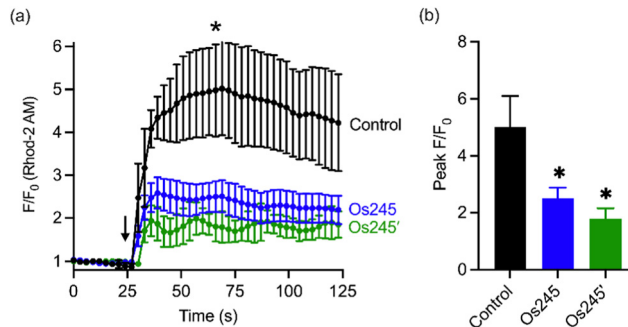 (a)
*
6
5
4
3
2
1
F/F0 (Rhod-2 AM)
Control
Os245
Os245′
0
25
50
75
100
125
Time (s)
(b)
8
6
4
2
0
Peak F/F0
*
*
Control
Os245
Os245′